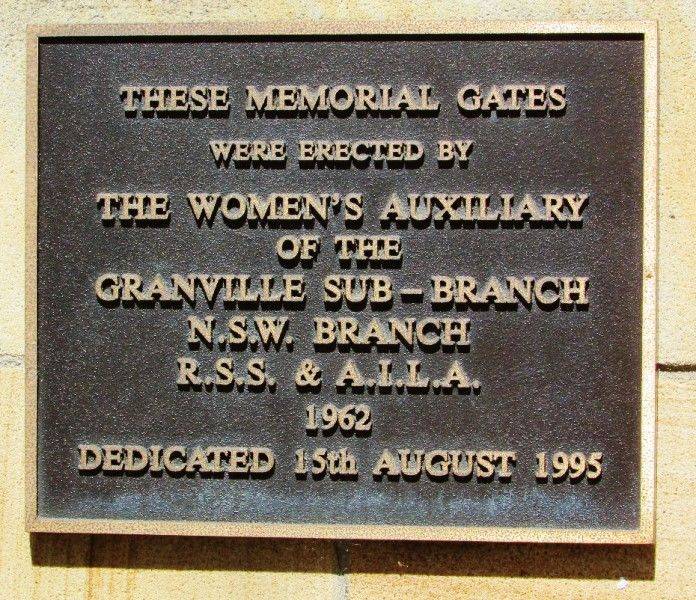 THESE MEMORIAL GATES
WERE ERECTED BY
THE WOMEN'S AUXILIARY
OF THE
GRANVILLE SUB-BRANCH
N.S.W. BRANCH
R.S.S. & A.I.L.A.
1962
DEDICATED 15th AUGUST 1995